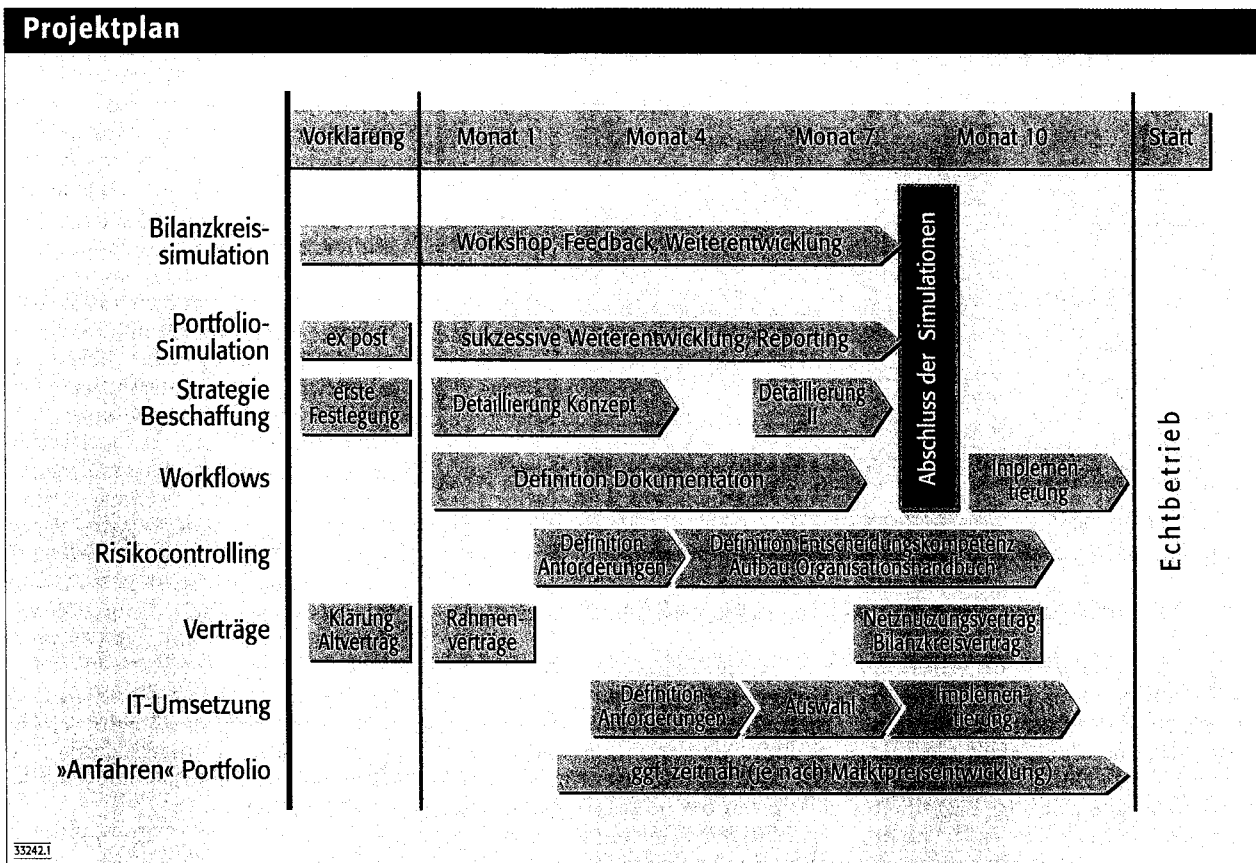 Projektplan
Vorklärung Monat 1 Monat 4 Monat 7 Monat 10 Start
Bilanzkreis-
simulation
Workshop, Feedback, Weiterentwicklung
Portfolio-
Simulation
ex post
sukzessive Weiterentwicklung, Reporting
Strategie
Beschaffung
erste
Festlegung
Detaillierung Konzept
Detaillierung
II
Abschluss der Simulationen
Workflows
Definition Dokumentation
Implemen-
tierung
Echtbetrieb
Risikocontrolling
Definition
Anforderungen
Definition Entscheidungskompetenz
Aufbau Organisationshandbuch
Verträge
Klärung
Altvertrag
Rahmen-
verträge
Netznutzungsvertrag
Bilanzkreisvertrag
IT-Umsetzung
Definition
Anforderungen
Auswahl
Implemen-
tierung
»Anfahren« Portfolio
ggf. zeitnah (je nach Marktpreisentwicklung)
33242.1